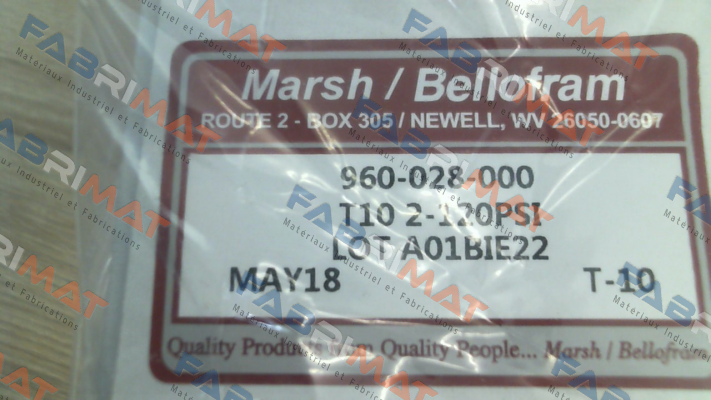 Marsh / Bellofram
ROUTE 2 - BOX 305 / NEWELL, WV 26050-0607
960-028-000
T10 2-120PSI
LOT A01BIE22
MAY18 T-10
Quality Products from Quality People... Marsh / Bellofram
FABRIMAT
Materiaux Industriel et Fabrications